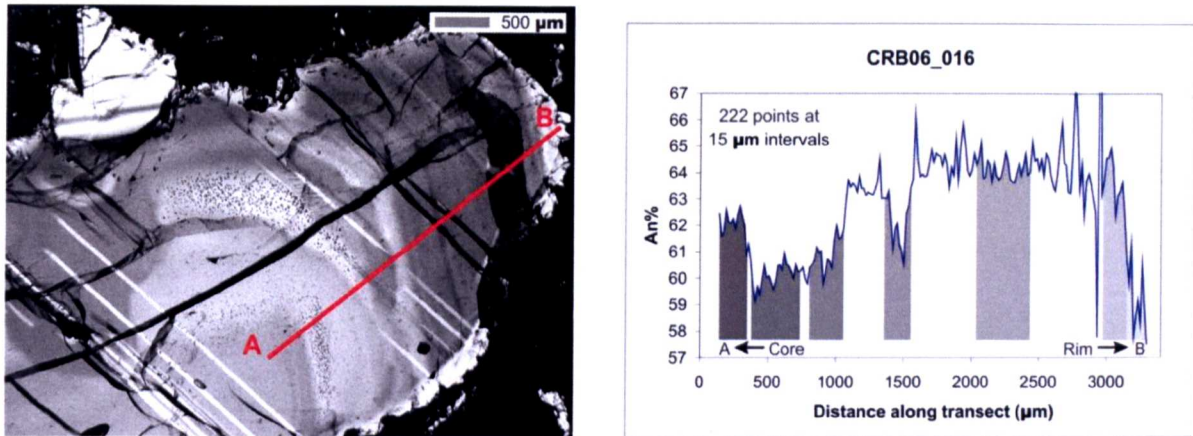 500 µm
B
A
CRB06_016
222 points at
15 µm intervals
An%
67
66
65
64
63
62
61
60
59
58
57
A Core
Rim B
0 500 1000 1500 2000 2500 3000 3500
Distance along transect (µm)